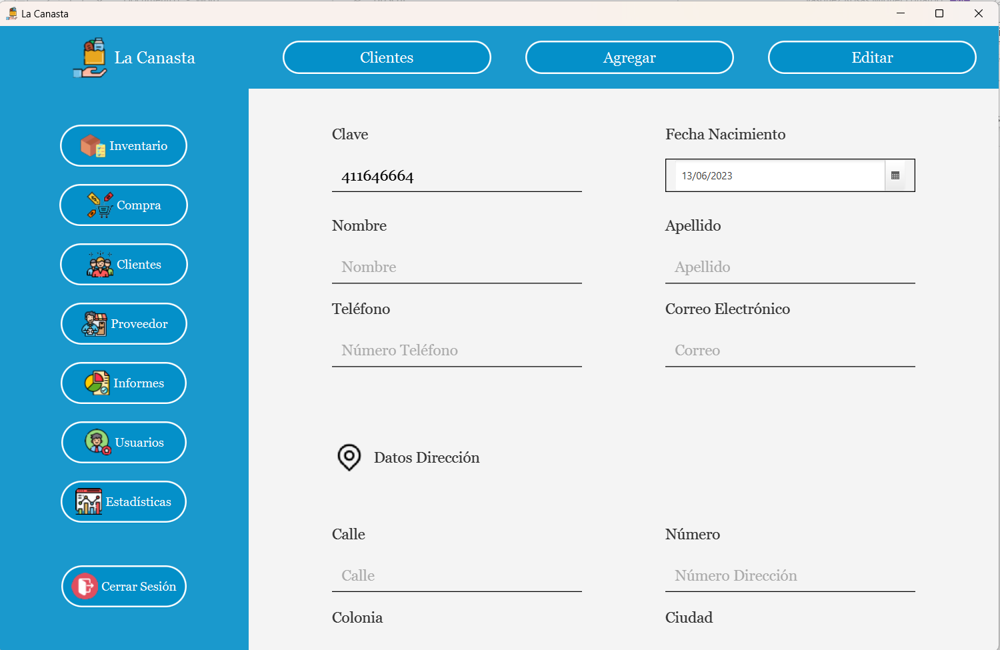 La Canasta
La Canasta
Clientes
Agregar
Editar
Inventario
Compra
Clientes
Proveedor
Informes
Usuarios
Estadísticas
Cerrar Sesión
Clave
Fecha Nacimiento
411646664
13/06/2023
Nombre
Apellido
Nombre
Apellido
Teléfono
Correo Electrónico
Número Teléfono
Correo
Datos Dirección
Calle
Número
Calle
Número Dirección
Colonia
Ciudad